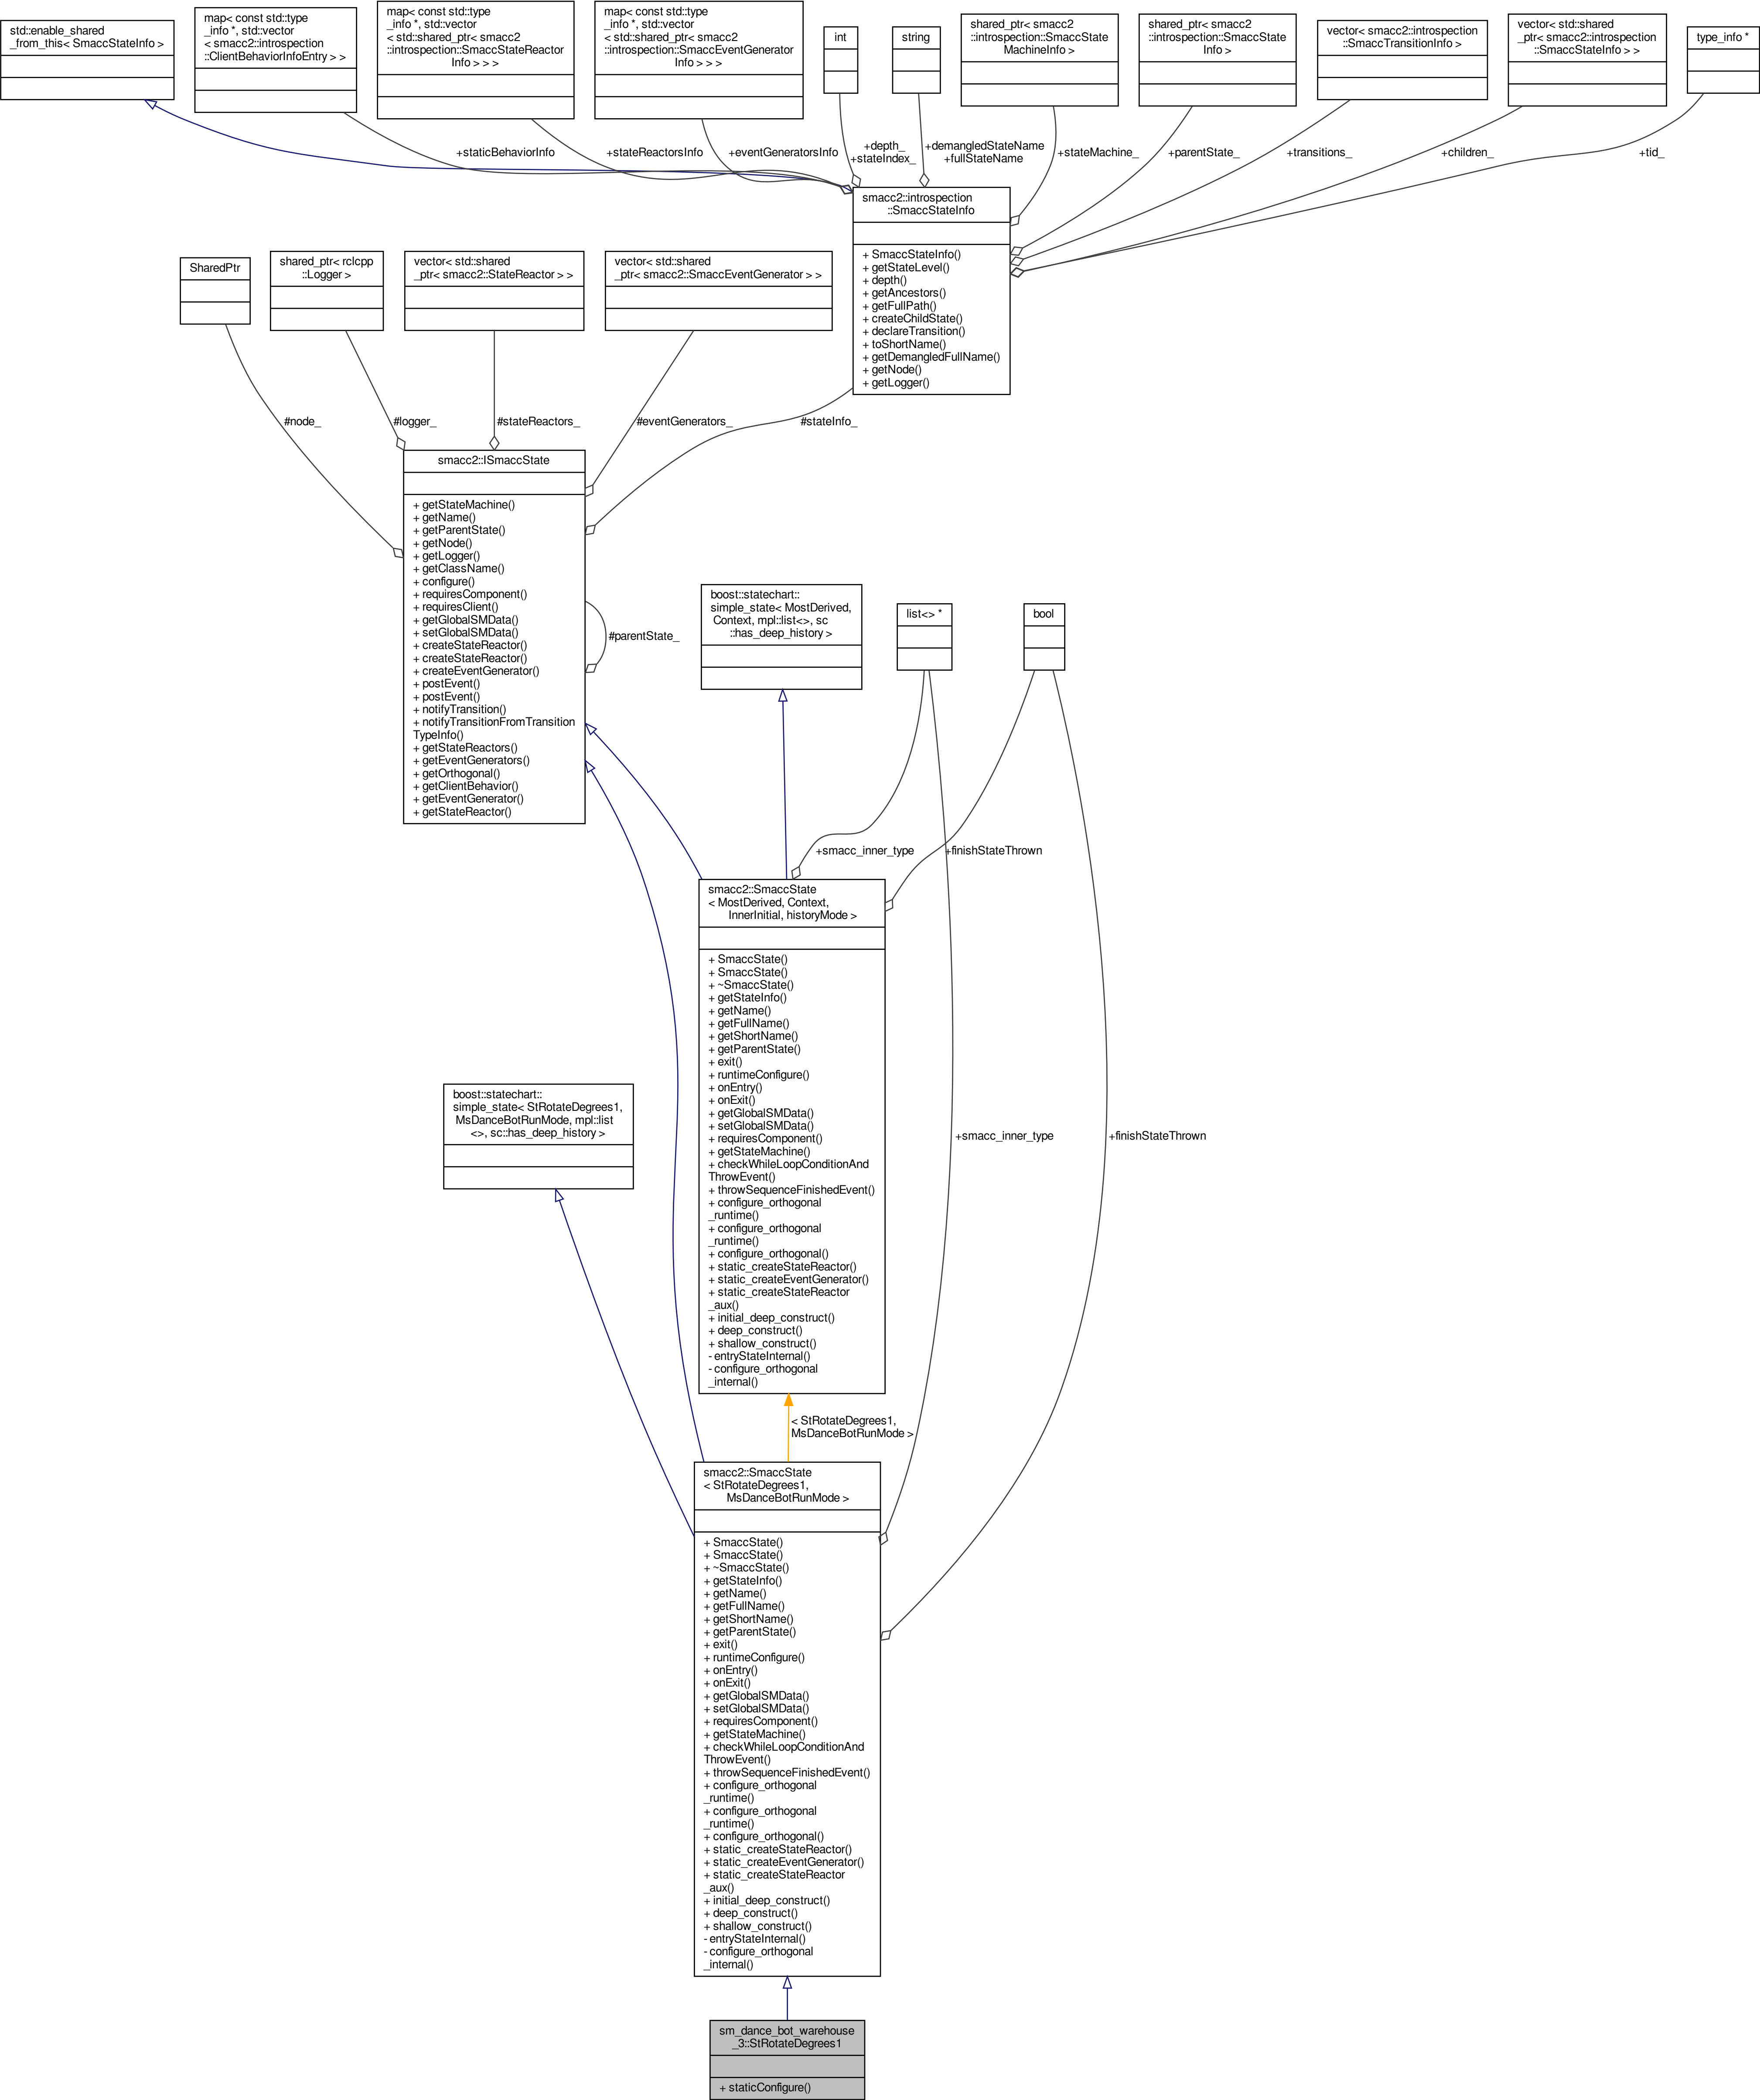 std::enable_shared
_from_this< SmaccStateInfo >
map< const std::type
_info *, std::vector
< smacc2::introspection
::ClientBehaviorInfoEntry > >
map< const std::type
_info *, std::vector
< std::shared_ptr< smacc2
::introspection::SmaccStateReactor
Info > > >
map< const std::type
_info *, std::vector
< std::shared_ptr< smacc2
::introspection::SmaccEventGenerator
Info > > >
int
string
shared_ptr< smacc2
::introspection::SmaccState
MachineInfo >
shared_ptr< smacc2
::introspection::SmaccState
Info >
vector< smacc2::introspection
::SmaccTransitionInfo >
vector< std::shared
_ptr< smacc2::introspection
::SmaccStateInfo > >
type_info *
+staticBehaviorInfo
+stateReactorsInfo
+eventGeneratorsInfo
+depth_
+stateIndex_
+demangledStateName
+fullStateName
+stateMachine_
+parentState_
+transitions_
+children_
+tid_
smacc2::introspection
::SmaccStateInfo
+ SmaccStateInfo()
+ getStateLevel()
+ depth()
+ getAncestors()
+ getFullPath()
+ createChildState()
+ declareTransition()
+ toShortName()
+ getDemangledFullName()
+ getNode()
+ getLogger()
SharedPtr
shared_ptr< rclcpp
::Logger >
vector< std::shared
_ptr< smacc2::StateReactor > >
vector< std::shared
_ptr< smacc2::SmaccEventGenerator > >
#node_
#logger_
#stateReactors_
#eventGenerators_
#stateInfo_
smacc2::ISmaccState
+ getStateMachine()
+ getName()
+ getParentState()
+ getNode()
+ getLogger()
+ getClassName()
+ configure()
+ requiresComponent()
+ requiresClient()
+ getGlobalSMData()
+ setGlobalSMData()
+ createStateReactor()
+ createStateReactor()
+ createEventGenerator()
+ postEvent()
+ postEvent()
+ notifyTransition()
+ notifyTransitionFromTransition
TypeInfo()
+ getStateReactors()
+ getEventGenerators()
+ getOrthogonal()
+ getClientBehavior()
+ getEventGenerator()
+ getStateReactor()
#parentState_
boost::statechart::
simple_state< MostDerived,
Context, mpl::list<>, sc
::has_deep_history >
list<> *
bool
+smacc_inner_type
+finishStateThrown
smacc2::SmaccState
< MostDerived, Context,
InnerInitial, historyMode >
+ SmaccState()
+ SmaccState()
+ ~SmaccState()
+ getStateInfo()
+ getName()
+ getFullName()
+ getShortName()
+ getParentState()
+ exit()
+ runtimeConfigure()
+ onEntry()
+ onExit()
+ getGlobalSMData()
+ setGlobalSMData()
+ requiresComponent()
+ getStateMachine()
+ checkWhileLoopConditionAnd
ThrowEvent()
+ throwSequenceFinishedEvent()
+ configure_orthogonal
_runtime()
+ configure_orthogonal
_runtime()
+ configure_orthogonal()
+ static_createStateReactor()
+ static_createEventGenerator()
+ static_createStateReactor
_aux()
+ initial_deep_construct()
+ deep_construct()
+ shallow_construct()
- entryStateInternal()
- configure_orthogonal
_internal()
boost::statechart::
simple_state< StRotateDegrees1,
MsDanceBotRunMode, mpl::list
<>, sc::has_deep_history >
+smacc_inner_type
+finishStateThrown
< StRotateDegrees1,
MsDanceBotRunMode >
smacc2::SmaccState
< StRotateDegrees1,
MsDanceBotRunMode >
+ SmaccState()
+ SmaccState()
+ ~SmaccState()
+ getStateInfo()
+ getName()
+ getFullName()
+ getShortName()
+ getParentState()
+ exit()
+ runtimeConfigure()
+ onEntry()
+ onExit()
+ getGlobalSMData()
+ setGlobalSMData()
+ requiresComponent()
+ getStateMachine()
+ checkWhileLoopConditionAnd
ThrowEvent()
+ throwSequenceFinishedEvent()
+ configure_orthogonal
_runtime()
+ configure_orthogonal
_runtime()
+ configure_orthogonal()
+ static_createStateReactor()
+ static_createEventGenerator()
+ static_createStateReactor
_aux()
+ initial_deep_construct()
+ deep_construct()
+ shallow_construct()
- entryStateInternal()
- configure_orthogonal
_internal()
sm_dance_bot_warehouse
_3::StRotateDegrees1
+ staticConfigure()